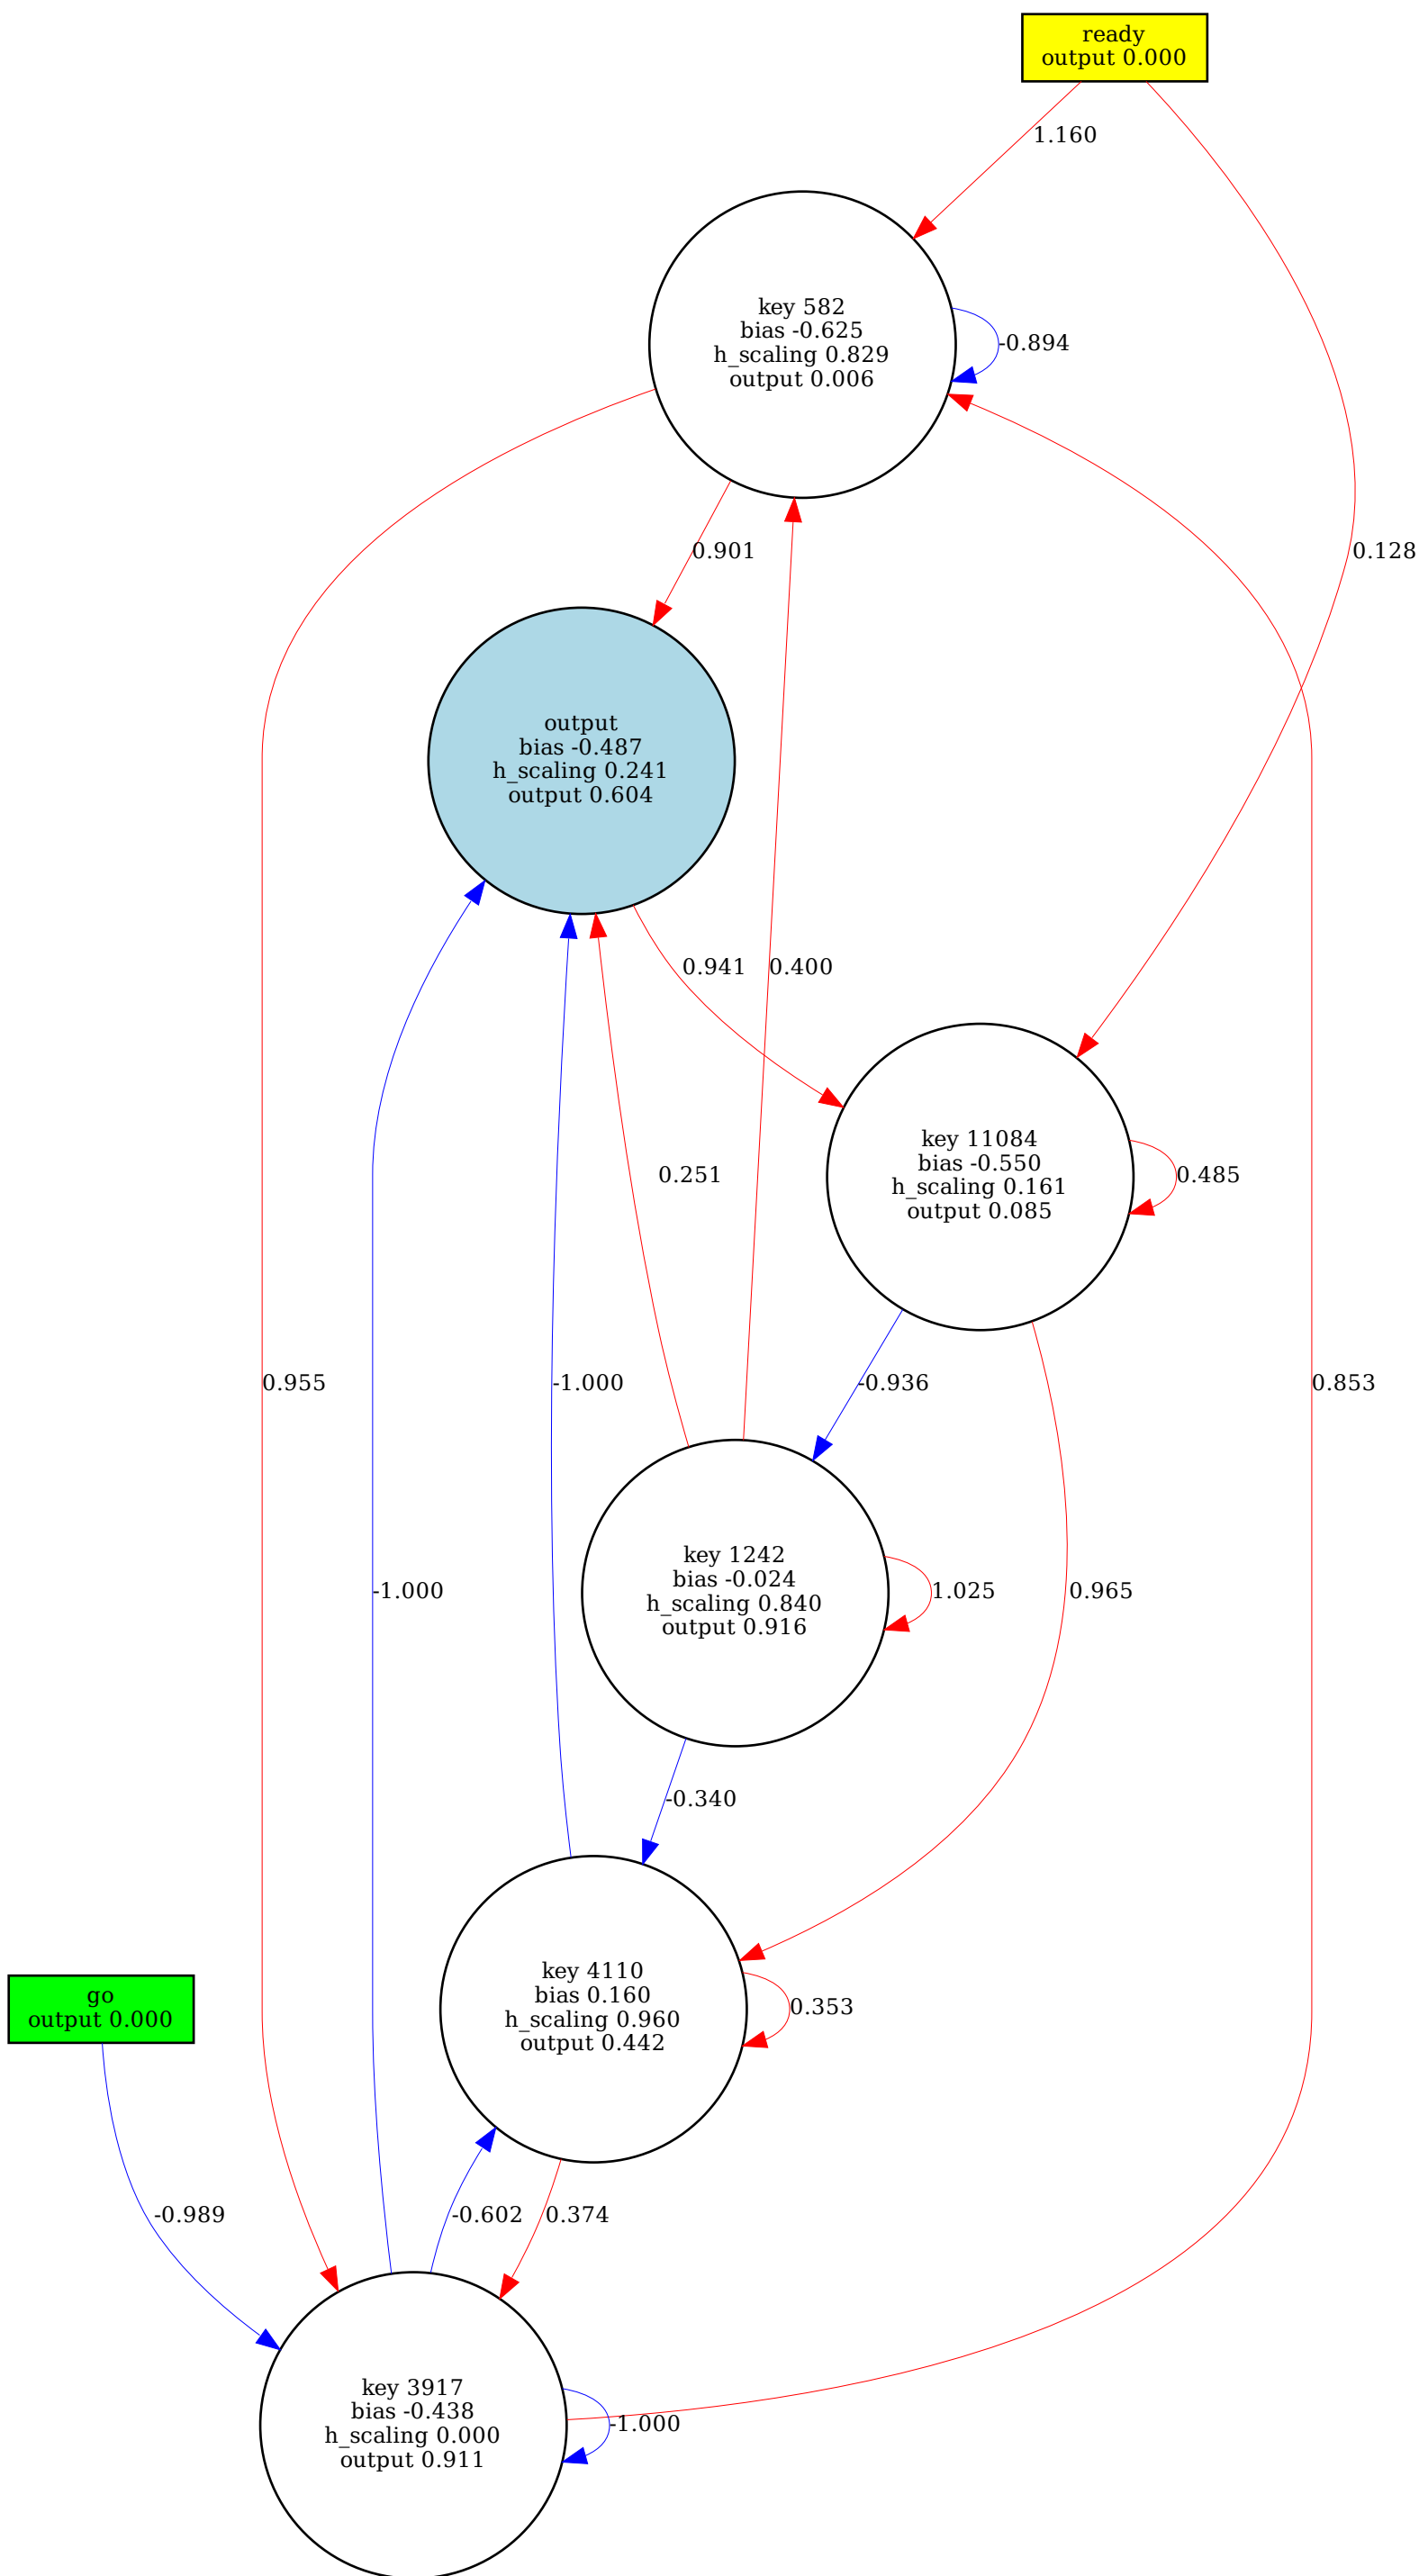 ready
output 0.000
1.160
key 582
bias -0.625
h_scaling 0.829
output 0.006
-0.894
0.901
0.128
output
bias -0.487
h_scaling 0.241
output 0.604
0.941
0.400
key 11084
bias -0.550
h_scaling 0.161
output 0.085
0.251
0.485
0.955
-1.000
-0.936
0.853
key 1242
bias -0.024
h_scaling 0.840
output 0.916
-1.000
1.025
0.965
-0.340
key 4110
bias 0.160
h_scaling 0.960
output 0.442
go
output 0.000
0.353
-0.989
-0.602
0.374
key 3917
bias -0.438
h_scaling 0.000
output 0.911
-1.000